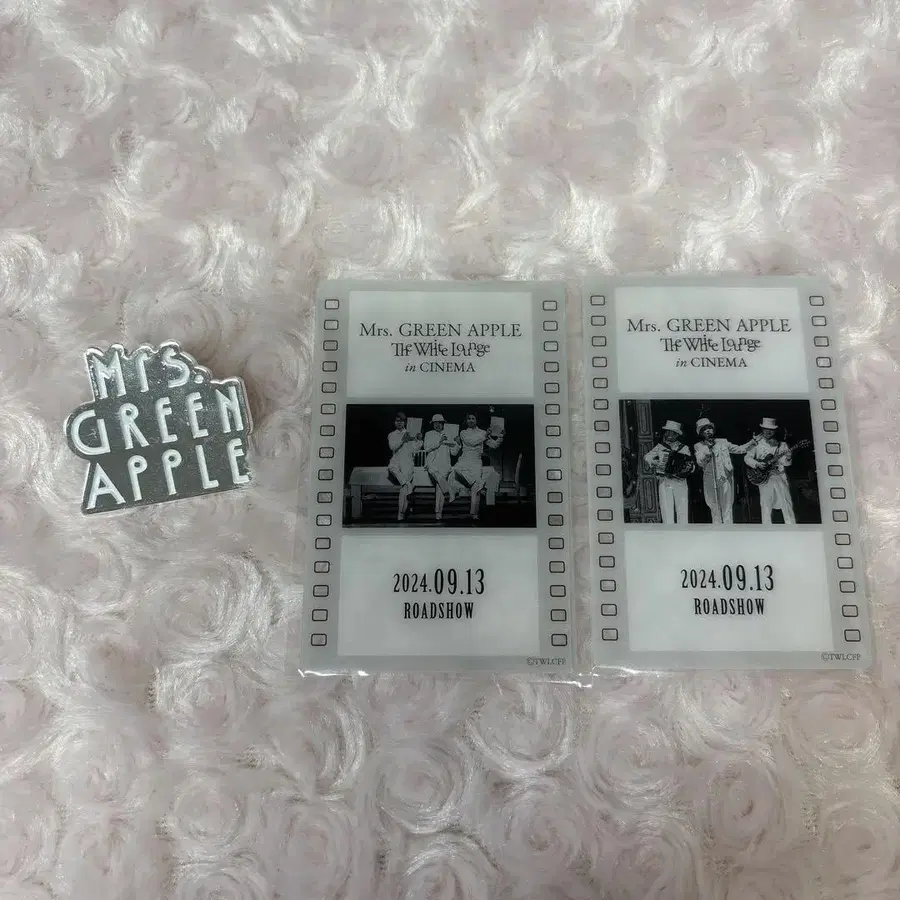 Mrs.
GREEN
APPLE
Mrs. GREEN APPLE
The White Lounge
in CINEMA
2024.09.13
ROADSHOW
©TWLCFP
Mrs. GREEN APPLE
The White Lounge
in CINEMA
2024.09.13
ROADSHOW
©TWLCFP